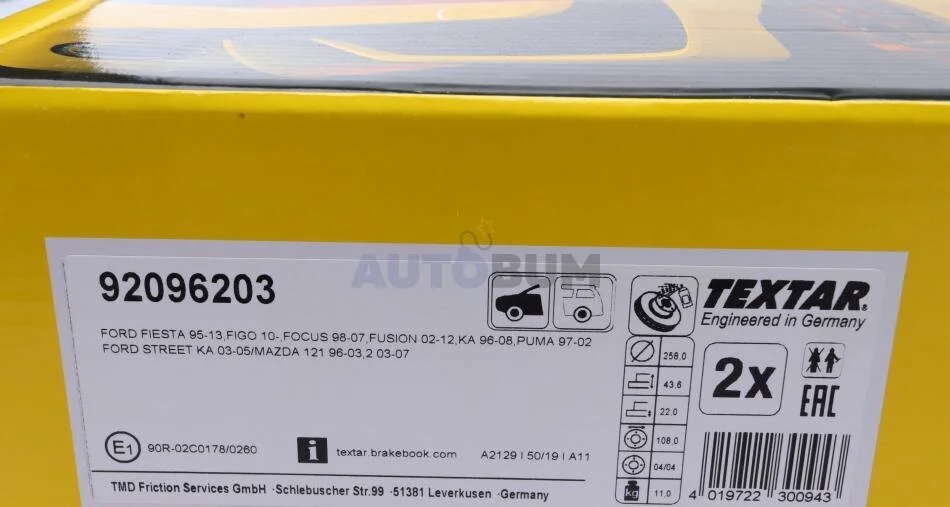 AUTOBUM
92096203
FORD FIESTA 95-13,FIGO 10-,FOCUS 98-07,FUSION 02-12,KA 96-08,PUMA 97-02
FORD STREET KA 03-05/MAZDA 121 96-03,2 03-07
E1
90R-02C0178/0260
i
textar.brakebook.com
A2129 | 50/19 | A11
TMD Friction Services GmbH ·Schlebuscher Str.99 ·51381 Leverkusen ·Germany
TEXTAR®
Engineered in Germany
258,0
43,6
22,0
108,0
04/04
kg 11,0
2x
EAC
4 019722 300943